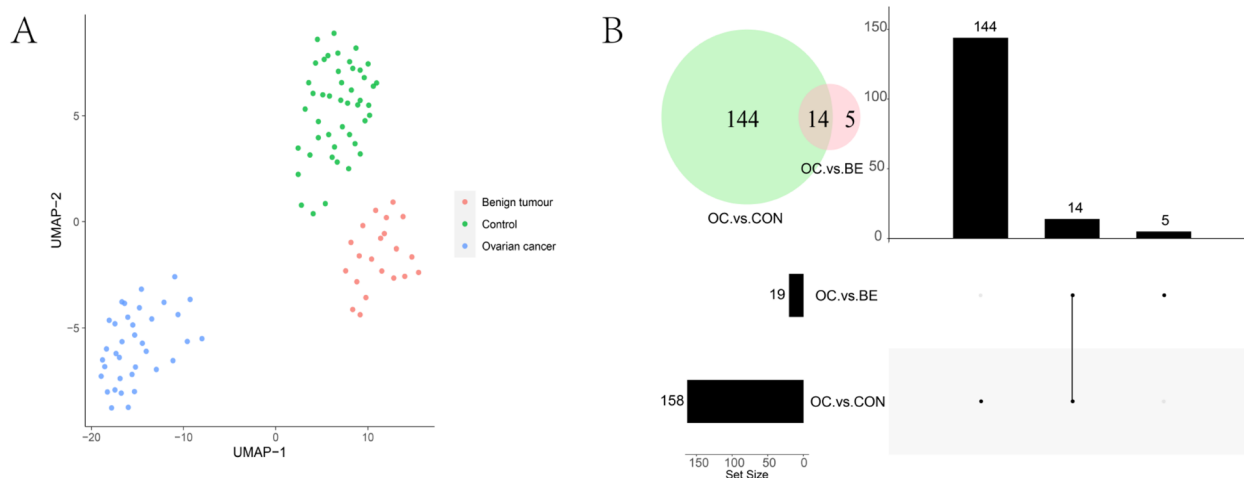 A
5
0
−5
UMAP-2
−20
−10
0
10
UMAP-1
Benign tumour
Control
Ovarian cancer
B
144
14
5
OC.vs.BE
OC.vs.CON
150
100
50
0
144
14
5
19
OC.vs.BE
158
OC.vs.CON
150
100
50
0
Set Size